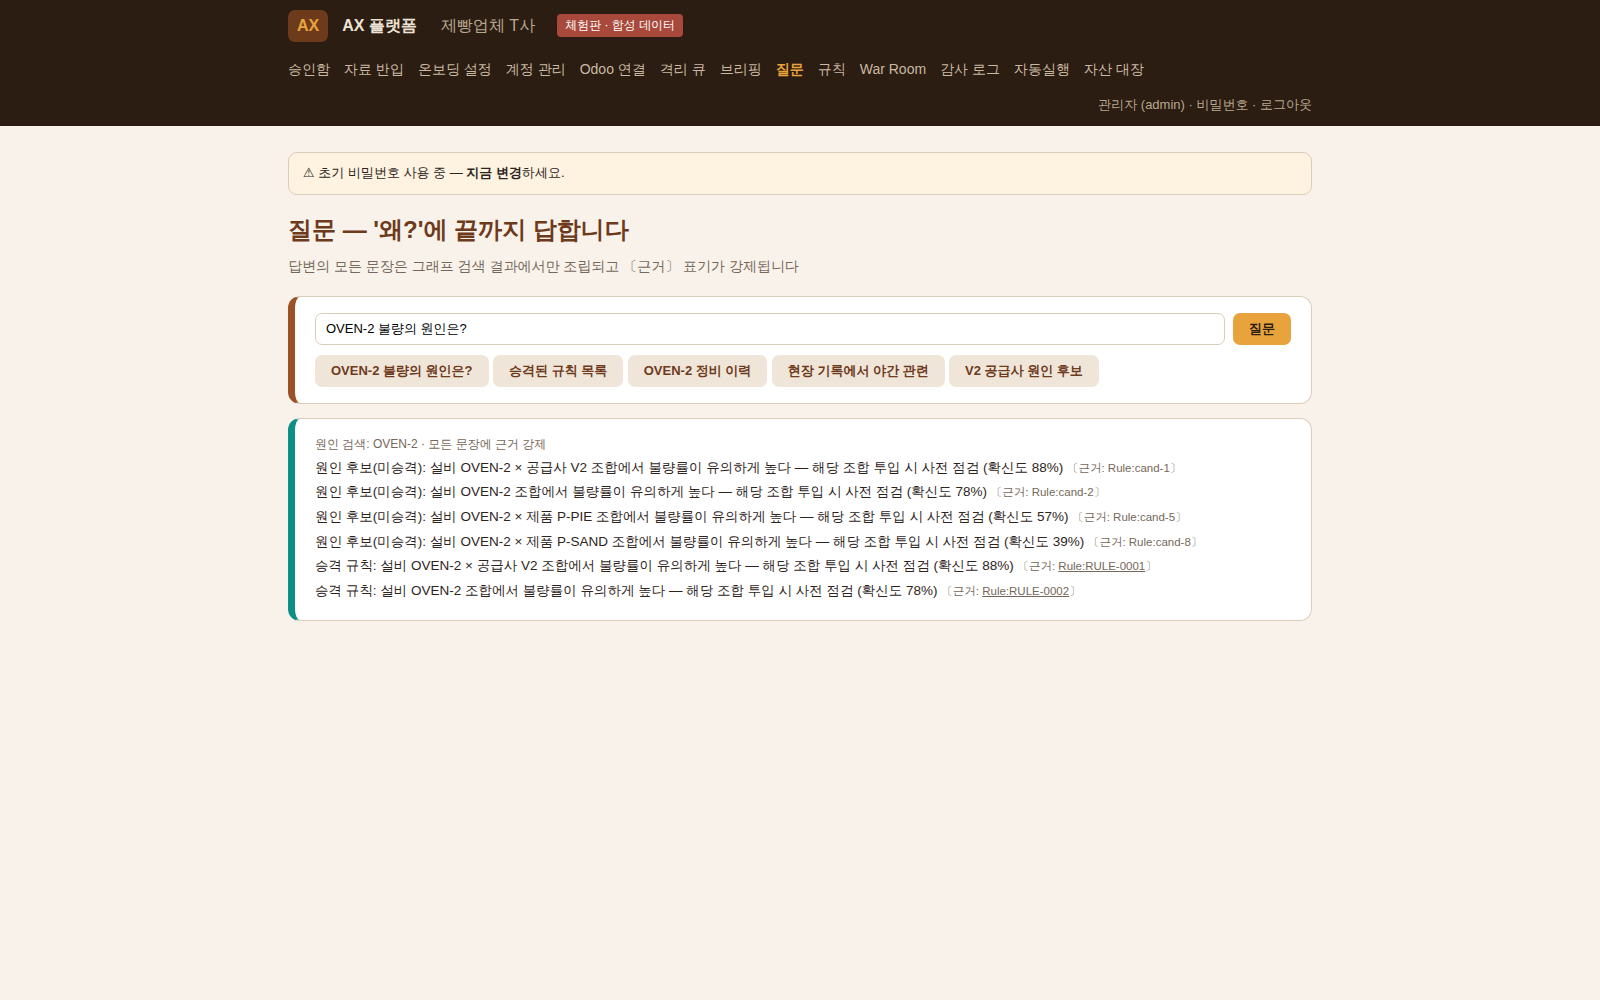 AX AX 플랫폼 제빵업체 T사 체험판 · 합성 데이터
승인함 자료 반입 온보딩 설정 계정 관리 Odoo 연결 격리 큐 브리핑 질문 규칙 War Room 감사 로그 자동실행 자산 대장
관리자 (admin) · 비밀번호 · 로그아웃
⚠ 초기 비밀번호 사용 중 — 지금 변경하세요.
질문 — '왜?'에 끝까지 답합니다
답변의 모든 문장은 그래프 검색 결과에서만 조립되고 〔근거〕 표기가 강제됩니다
OVEN-2 불량의 원인은? 질문
OVEN-2 불량의 원인은? 승격된 규칙 목록 OVEN-2 정비 이력 현장 기록에서 야간 관련 V2 공급사 원인 후보
원인 검색: OVEN-2 · 모든 문장에 근거 강제
원인 후보(미승격): 설비 OVEN-2 × 공급사 V2 조합에서 불량률이 유의하게 높다 — 해당 조합 투입 시 사전 점검 (확신도 88%) 〔근거: Rule:cand-1〕
원인 후보(미승격): 설비 OVEN-2 조합에서 불량률이 유의하게 높다 — 해당 조합 투입 시 사전 점검 (확신도 78%) 〔근거: Rule:cand-2〕
원인 후보(미승격): 설비 OVEN-2 × 제품 P-PIE 조합에서 불량률이 유의하게 높다 — 해당 조합 투입 시 사전 점검 (확신도 57%) 〔근거: Rule:cand-5〕
원인 후보(미승격): 설비 OVEN-2 × 제품 P-SAND 조합에서 불량률이 유의하게 높다 — 해당 조합 투입 시 사전 점검 (확신도 39%) 〔근거: Rule:cand-8〕
승격 규칙: 설비 OVEN-2 × 공급사 V2 조합에서 불량률이 유의하게 높다 — 해당 조합 투입 시 사전 점검 (확신도 88%) 〔근거: Rule:RULE-0001〕
승격 규칙: 설비 OVEN-2 조합에서 불량률이 유의하게 높다 — 해당 조합 투입 시 사전 점검 (확신도 78%) 〔근거: Rule:RULE-0002〕